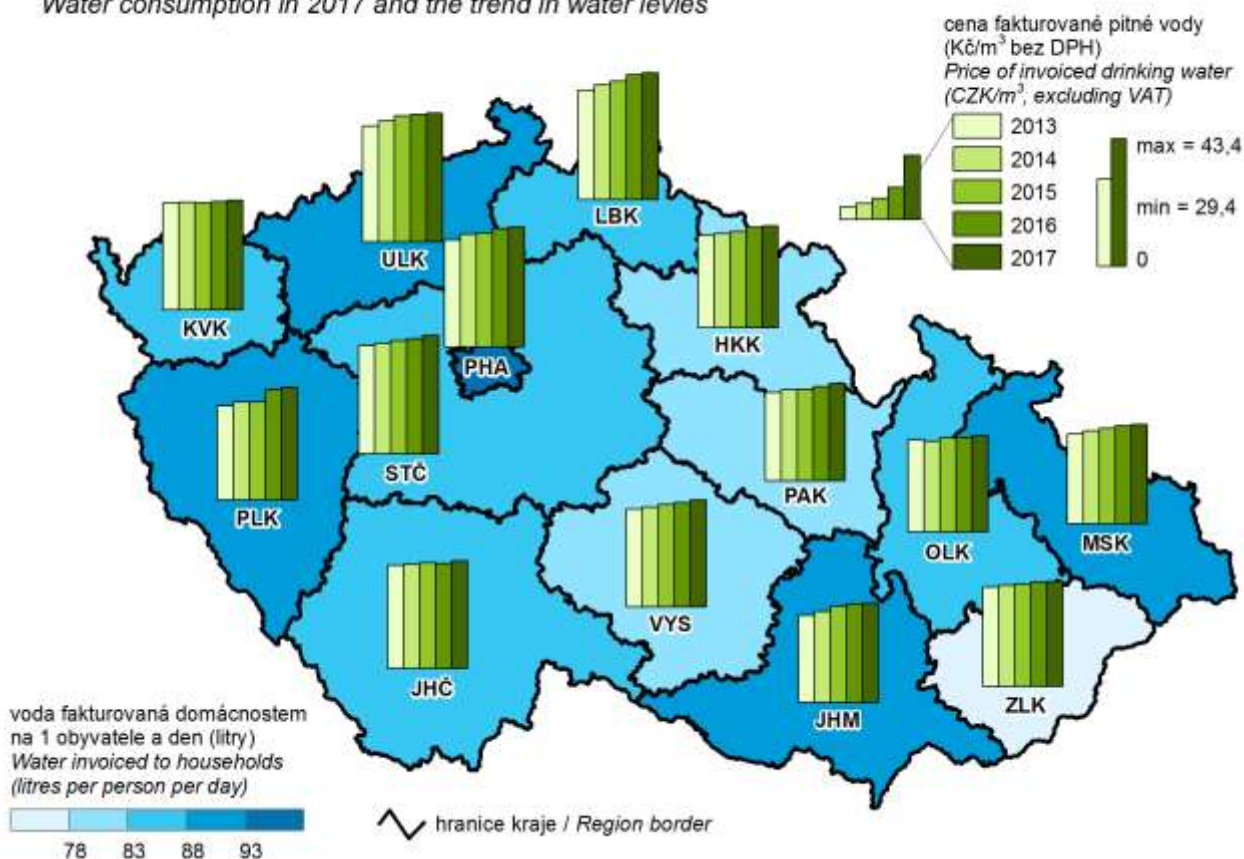 Water consumption in 2017 and the trend in water levies
cena fakturované pitné vody
(Kč/m³ bez DPH)
Price of invoiced drinking water
(CZK/m³, excluding VAT)
2013
2014
2015
2016
2017
max = 43,4
min = 29,4
0
LBK
ULK
KVK
HKK
PHA
STČ
PAK
PLK
OLK
MSK
VYS
JHČ
JHM
ZLK
voda fakturovaná domácnostem
na 1 obyvatele a den (litry)
Water invoiced to households
(litres per person per day)
78 83 88 93
hranice kraje / Region border